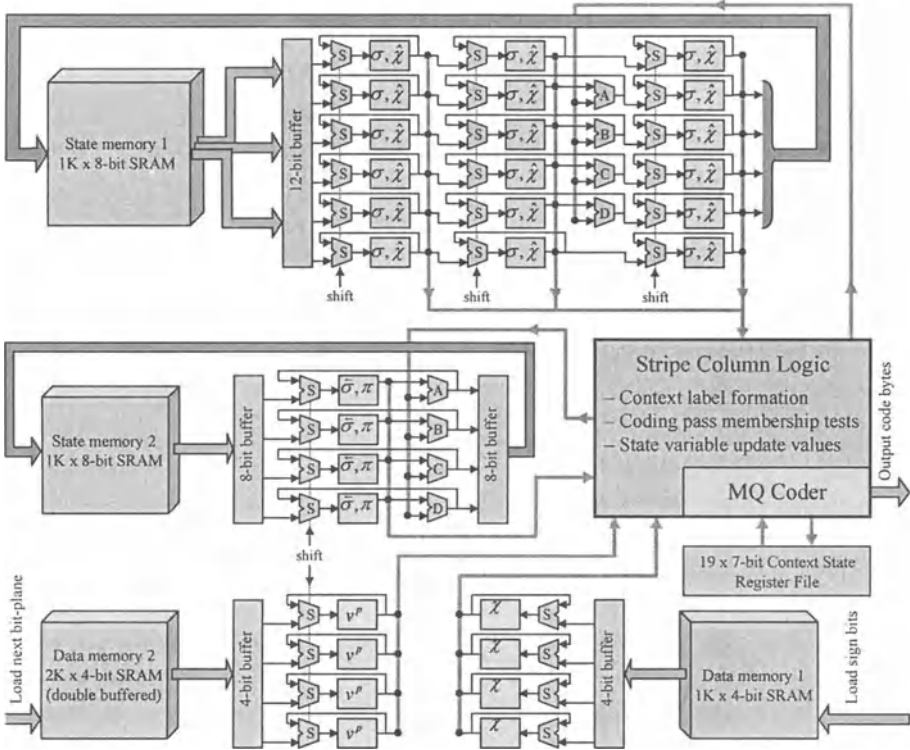 State memory 1
1K x 8-bit SRAM
12-bit buffer
S σ, χ̂ S σ, χ̂ S σ, χ̂
S σ, χ̂ S σ, χ̂ A S σ, χ̂
S σ, χ̂ S σ, χ̂ B S σ, χ̂
S σ, χ̂ S σ, χ̂ C S σ, χ̂
S σ, χ̂ S σ, χ̂ D S σ, χ̂
S σ, χ̂ S σ, χ̂ S σ, χ̂
shift shift shift
State memory 2
1K x 8-bit SRAM
8-bit buffer
S σ̄, π A
S σ̄, π B
S σ̄, π C
S σ̄, π D
8-bit buffer
shift
Stripe Column Logic
– Context label formation
– Coding pass membership tests
– State variable update values
MQ Coder
Output code bytes
19 x 7-bit Context State
Register File
Load next bit-plane
Data memory 2
2K x 4-bit SRAM
(double buffered)
4-bit buffer
S vᵖ
S vᵖ
S vᵖ
S vᵖ
χ S
χ S
χ S
χ S
4-bit buffer
Data memory 1
1K x 4-bit SRAM
Load sign bits